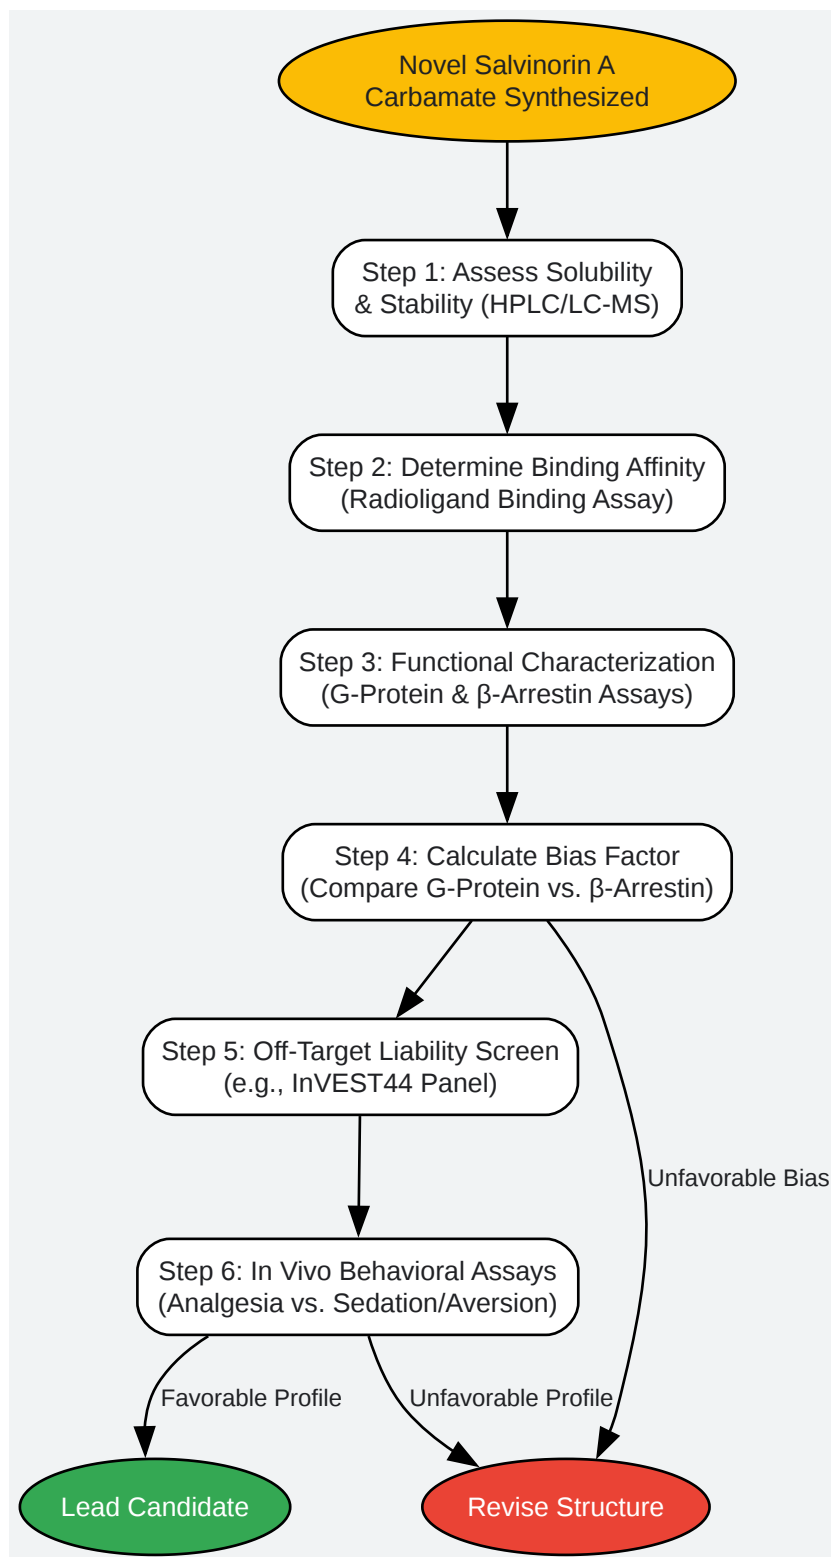 Novel Salvinorin A
Carbamate Synthesized
Step 1: Assess Solubility
& Stability (HPLC/LC-MS)
Step 2: Determine Binding Affinity
(Radioligand Binding Assay)
Step 3: Functional Characterization
(G-Protein & β-Arrestin Assays)
Step 4: Calculate Bias Factor
(Compare G-Protein vs. β-Arrestin)
Step 5: Off-Target Liability Screen
(e.g., InVEST44 Panel)
Unfavorable Bias
Step 6: In Vivo Behavioral Assays
(Analgesia vs. Sedation/Aversion)
Favorable Profile
Unfavorable Profile
Lead Candidate
Revise Structure